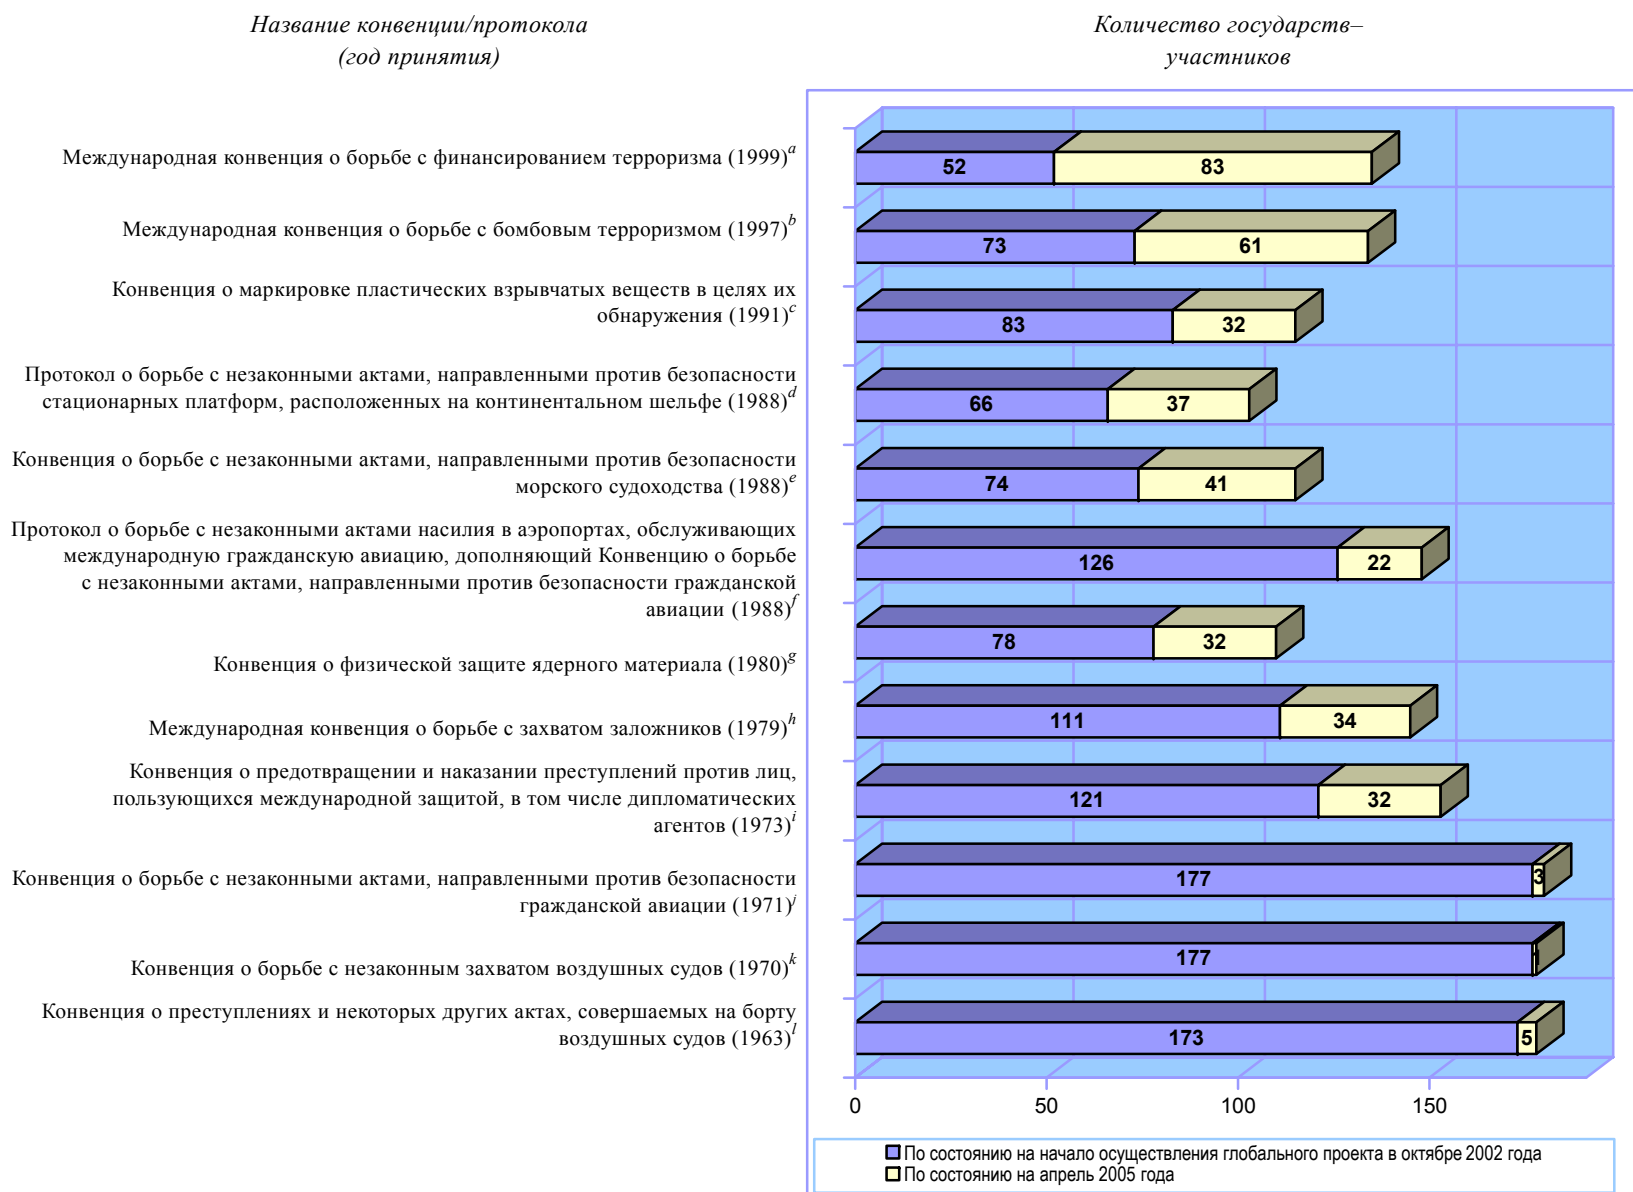 Название конвенции/протокола
(год принятия)
Количество государств–
участников
Международная конвенция о борьбе с финансированием терроризма (1999)a
52 83
Международная конвенция о борьбе с бомбовым терроризмом (1997)b
73 61
Конвенция о маркировке пластических взрывчатых веществ в целях их
обнаружения (1991)c
83 32
Протокол о борьбе с незаконными актами, направленными против безопасности
стационарных платформ, расположенных на континентальном шельфе (1988)d
66 37
Конвенция о борьбе с незаконными актами, направленными против безопасности
морского судоходства (1988)e
74 41
Протокол о борьбе с незаконными актами насилия в аэропортах, обслуживающих
международную гражданскую авиацию, дополняющий Конвенцию о борьбе
с незаконными актами, направленными против безопасности гражданской
авиации (1988)f
126 22
Конвенция о физической защите ядерного материала (1980)g
78 32
Международная конвенция о борьбе с захватом заложников (1979)h
111 34
Конвенция о предотвращении и наказании преступлений против лиц,
пользующихся международной защитой, в том числе дипломатических
агентов (1973)i
121 32
Конвенция о борьбе с незаконными актами, направленными против безопасности
гражданской авиации (1971)j
177 3
Конвенция о борьбе с незаконным захватом воздушных судов (1970)k
177 1
Конвенция о преступлениях и некоторых других актах, совершаемых на борту
воздушных судов (1963)l
173 5
0 50 100 150
По состоянию на начало осуществления глобального проекта в октябре 2002 года
По состоянию на апрель 2005 года